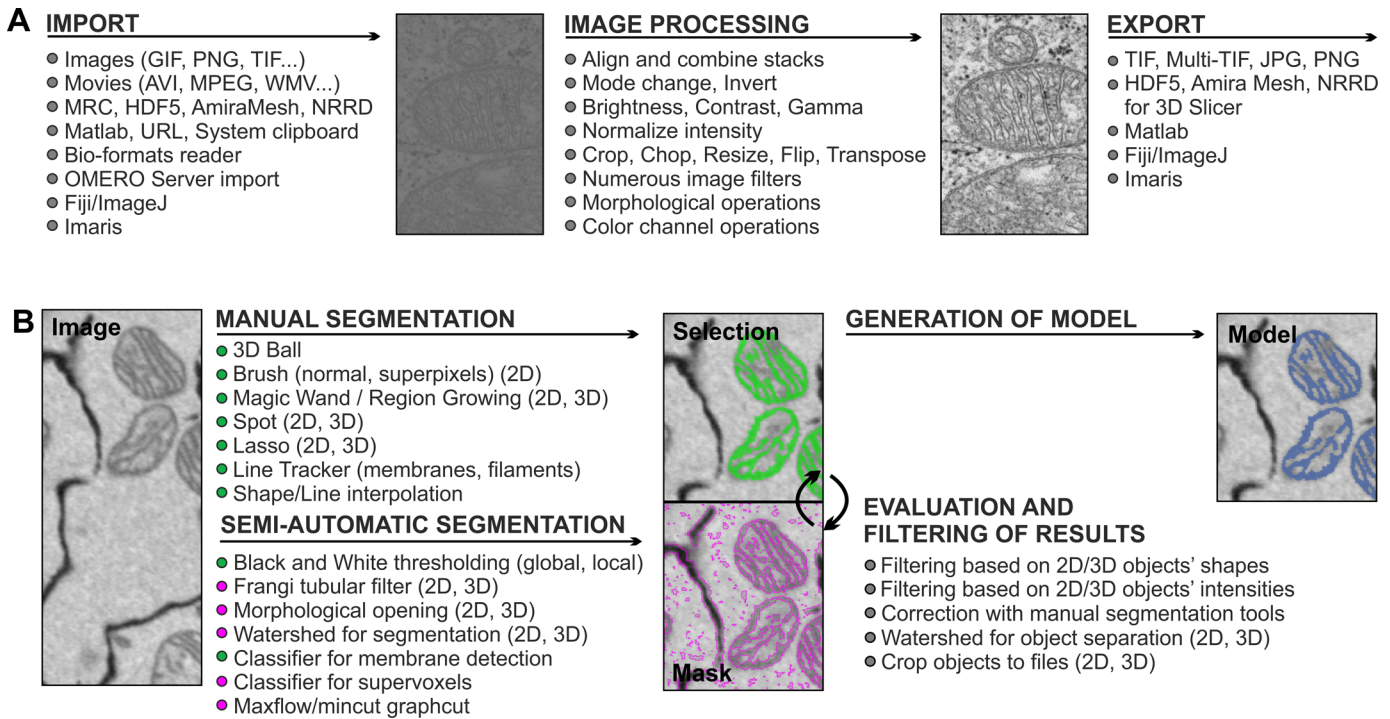 A
IMPORT
Images (GIF, PNG, TIF...)
Movies (AVI, MPEG, WMV...)
MRC, HDF5, AmiraMesh, NRRD
Matlab, URL, System clipboard
Bio-formats reader
OMERO Server import
Fiji/ImageJ
Imaris
IMAGE PROCESSING
Align and combine stacks
Mode change, Invert
Brightness, Contrast, Gamma
Normalize intensity
Crop, Chop, Resize, Flip, Transpose
Numerous image filters
Morphological operations
Color channel operations
EXPORT
TIF, Multi-TIF, JPG, PNG
HDF5, Amira Mesh, NRRD
for 3D Slicer
Matlab
Fiji/ImageJ
Imaris
B
Image
MANUAL SEGMENTATION
3D Ball
Brush (normal, superpixels) (2D)
Magic Wand / Region Growing (2D, 3D)
Spot (2D, 3D)
Lasso (2D, 3D)
Line Tracker (membranes, filaments)
Shape/Line interpolation
SEMI-AUTOMATIC SEGMENTATION
Black and White thresholding (global, local)
Frangi tubular filter (2D, 3D)
Morphological opening (2D, 3D)
Watershed for segmentation (2D, 3D)
Classifier for membrane detection
Classifier for supervoxels
Maxflow/mincut graphcut
Selection
Mask
GENERATION OF MODEL
Model
EVALUATION AND
FILTERING OF RESULTS
Filtering based on 2D/3D objects' shapes
Filtering based on 2D/3D objects' intensities
Correction with manual segmentation tools
Watershed for object separation (2D, 3D)
Crop objects to files (2D, 3D)